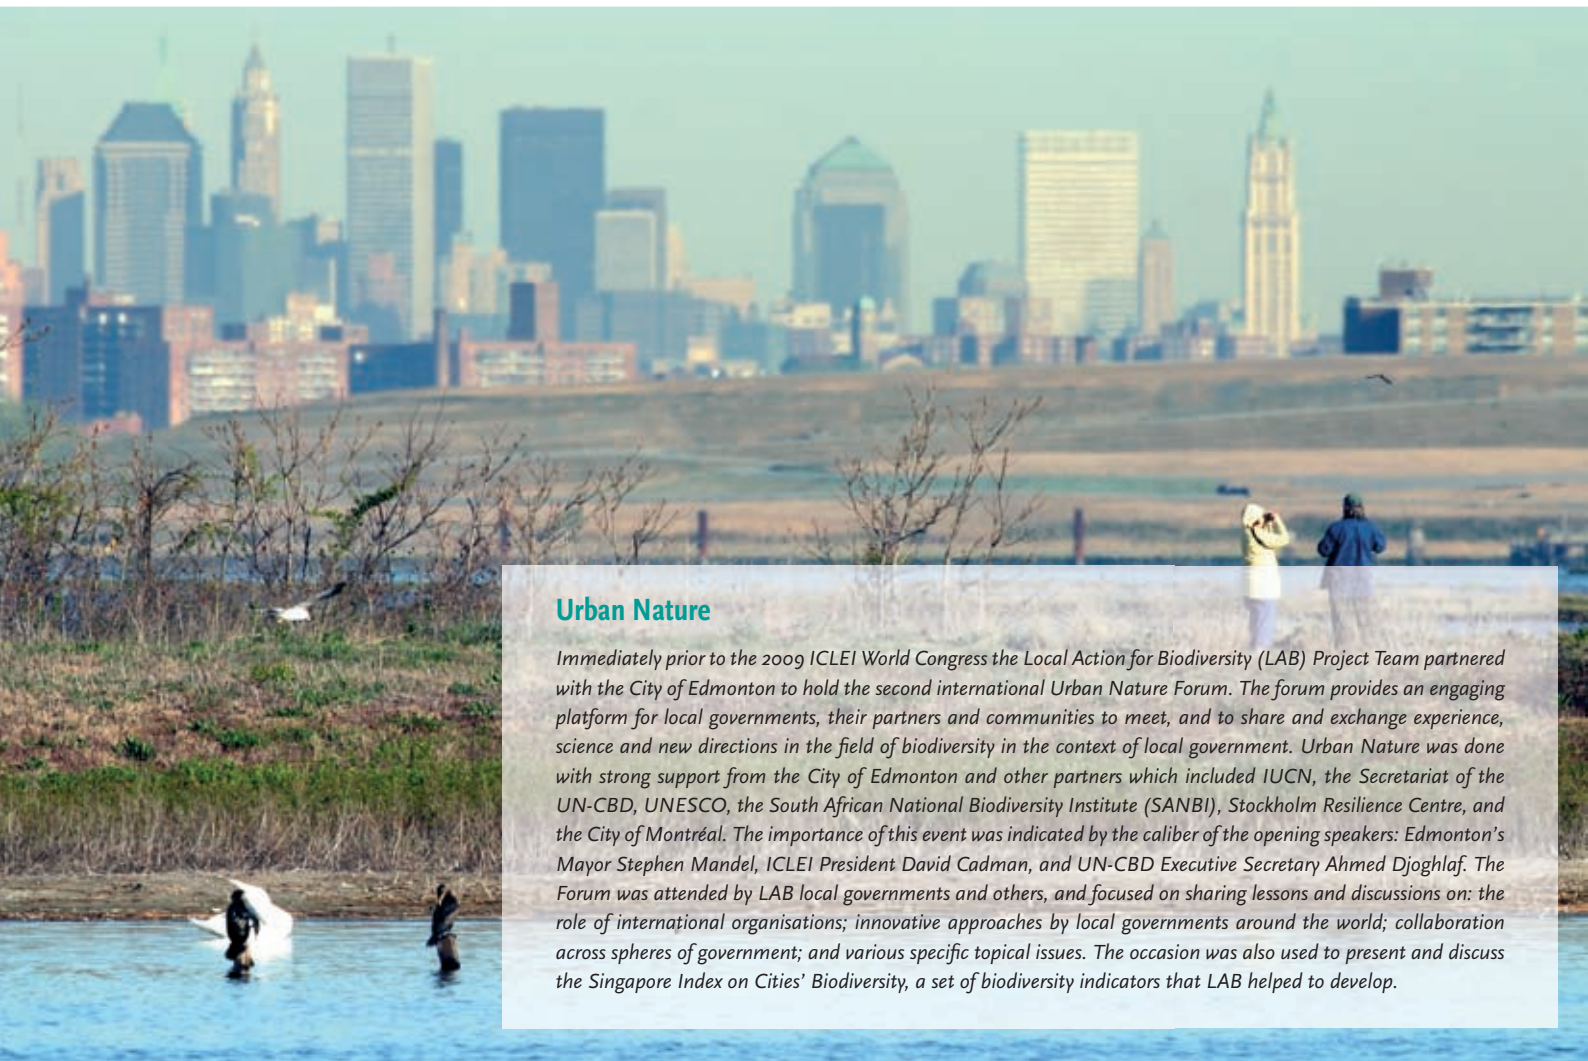 Urban Nature
Immediately prior to the 2009 ICLEI World Congress the Local Action for Biodiversity (LAB) Project Team partnered
with the City of Edmonton to hold the second international Urban Nature Forum. The forum provides an engaging
platform for local governments, their partners and communities to meet, and to share and exchange experience,
science and new directions in the field of biodiversity in the context of local government. Urban Nature was done
with strong support from the City of Edmonton and other partners which included IUCN, the Secretariat of the
UN-CBD, UNESCO, the South African National Biodiversity Institute (SANBI), Stockholm Resilience Centre, and
the City of Montréal. The importance of this event was indicated by the caliber of the opening speakers: Edmonton's
Mayor Stephen Mandel, ICLEI President David Cadman, and UN-CBD Executive Secretary Ahmed Djoghlaf. The
Forum was attended by LAB local governments and others, and focused on sharing lessons and discussions on: the
role of international organisations; innovative approaches by local governments around the world; collaboration
across spheres of government; and various specific topical issues. The occasion was also used to present and discuss
the Singapore Index on Cities' Biodiversity, a set of biodiversity indicators that LAB helped to develop.